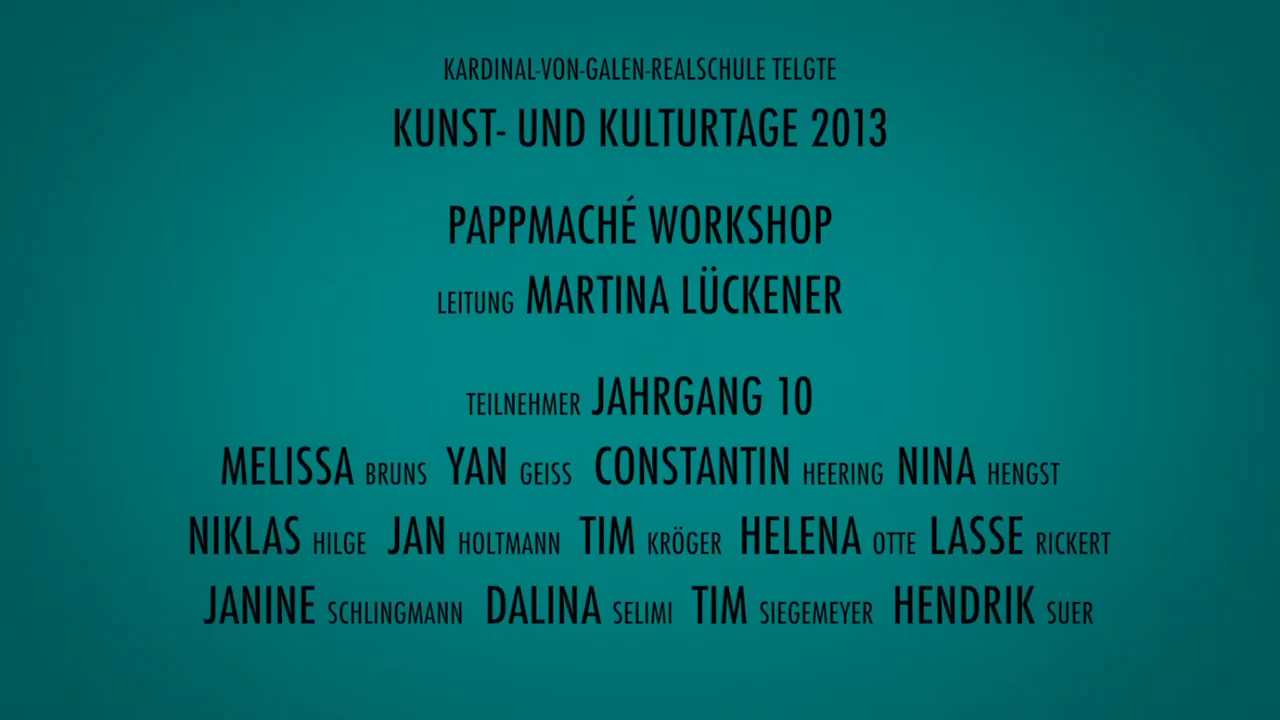 KARDINAL-VON-GALEN-REALSCHULE TELGTE
KUNST- UND KULTURTAGE 2013
PAPPMACHÉ WORKSHOP
LEITUNG MARTINA LÜCKENER
TEILNEHMER JAHRGANG 10
MELISSA BRUNS YAN GEISS CONSTANTIN HEERING NINA HENGST
NIKLAS HILGE JAN HOLTMANN TIM KRÖGER HELENA OTTE LASSE RICKERT
JANINE SCHLINGMANN DALINA SELIMI TIM SIEGEMEYER HENDRIK SUER